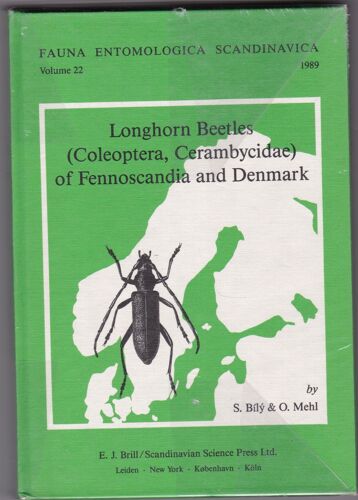 FAUNA ENTOMOLOGICA SCANDINAVICA
Volume 22 1989
Longhorn Beetles
(Coleoptera, Cerambycidae)
of Fennoscandia and Denmark
by
S. Bílý & O. Mehl
E. J. Brill/Scandinavian Science Press Ltd.
Leiden · New York · København · Köln